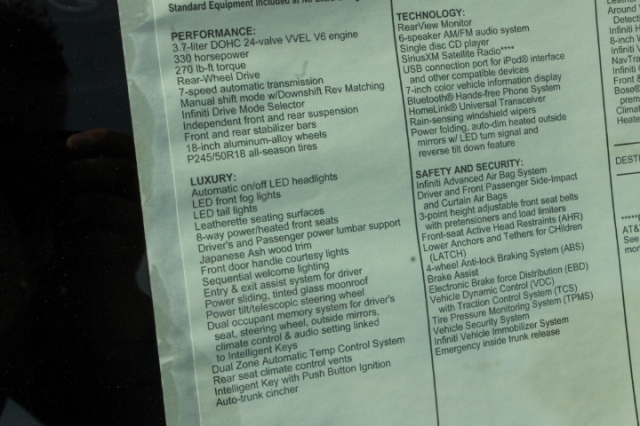 Standard Equipment Included at No
PERFORMANCE:
3.7-liter DOHC 24-valve VVEL V6 engine
330 horsepower
270 lb-ft torque
Rear-Wheel Drive
7-speed automatic transmission
Manual shift mode w/Downshift Rev Matching
Infiniti Drive Mode Selector
Independent front and rear suspension
Front and rear stabilizer bars
18-inch aluminum-alloy wheels
P245/50R18 all-season tires
LUXURY:
Automatic on/off LED headlights
LED front fog lights
LED tail lights
Leatherette seating surfaces
8-way power/heated front seats
Driver's and Passenger power lumbar support
Japanese Ash wood trim
Front door handle courtesy lights
Sequential welcome lighting
Entry & exit assist system for driver
Power sliding, tinted glass moonroof
Power tilt/telescopic steering wheel
Dual occupant memory system for driver's
seat, steering wheel, outside mirrors,
climate control & audio setting linked
to Intelligent Keys
Dual Zone Automatic Temp Control System
Rear seat climate control vents
Intelligent Key with Push Button Ignition
Auto-trunk cincher
TECHNOLOGY:
RearView Monitor
6-speaker AM/FM audio system
Single disc CD player
SiriusXM Satellite Radio****
USB connection port for iPod® interface
and other compatible devices
7-inch color vehicle information display
Bluetooth® Hands-free Phone System
HomeLink® Universal Transceiver
Rain-sensing windshield wipers
Power folding, auto-dim heated outside
mirrors w/ LED turn signal and
reverse tilt down feature
SAFETY AND SECURITY:
Infiniti Advanced Air Bag System
Driver and Front Passenger Side-Impact
and Curtain Air Bags
3-point height adjustable front seat belts
with pretensioners and load limiters
Front-seat Active Head Restraints (AHR)
Lower Anchors and Tethers for CHildren
(LATCH)
4-wheel Anti-lock Braking System (ABS)
Brake Assist
Electronic Brake force Distribution (EBD)
Vehicle Dynamic Control (VDC)
with Traction Control System (TCS)
Tire Pressure Monitoring System (TPMS)
Vehicle Security System
Infiniti Vehicle Immobilizer System
Emergency inside trunk release
Around
Infiniti
8-inch
Infiniti
Front
Bose®
Heate
DESTI
AT&T
See